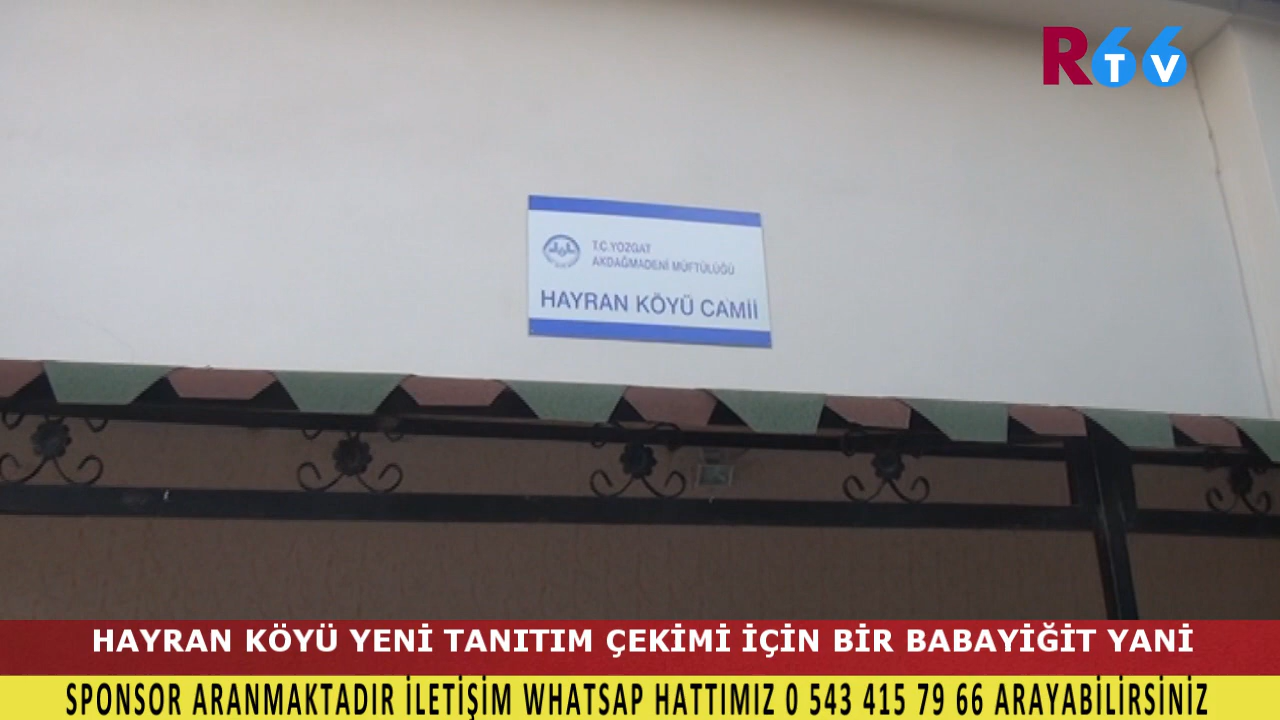 R66
TV
T.Ç.YOZGAT
AKDAĞMADENİ MÜFTÜLÜĞÜ
HAYRAN KÖYÜ CAMİİ
HAYRAN KÖYÜ YENİ TANITIM ÇEKİMİ İÇİN BİR BABAYİĞİT YANİ
SPONSOR ARANMAKTADIR İLETİŞİM WHATSAP HATTIMIZ 0 543 415 79 66 ARAYABİLİRSİNİZ